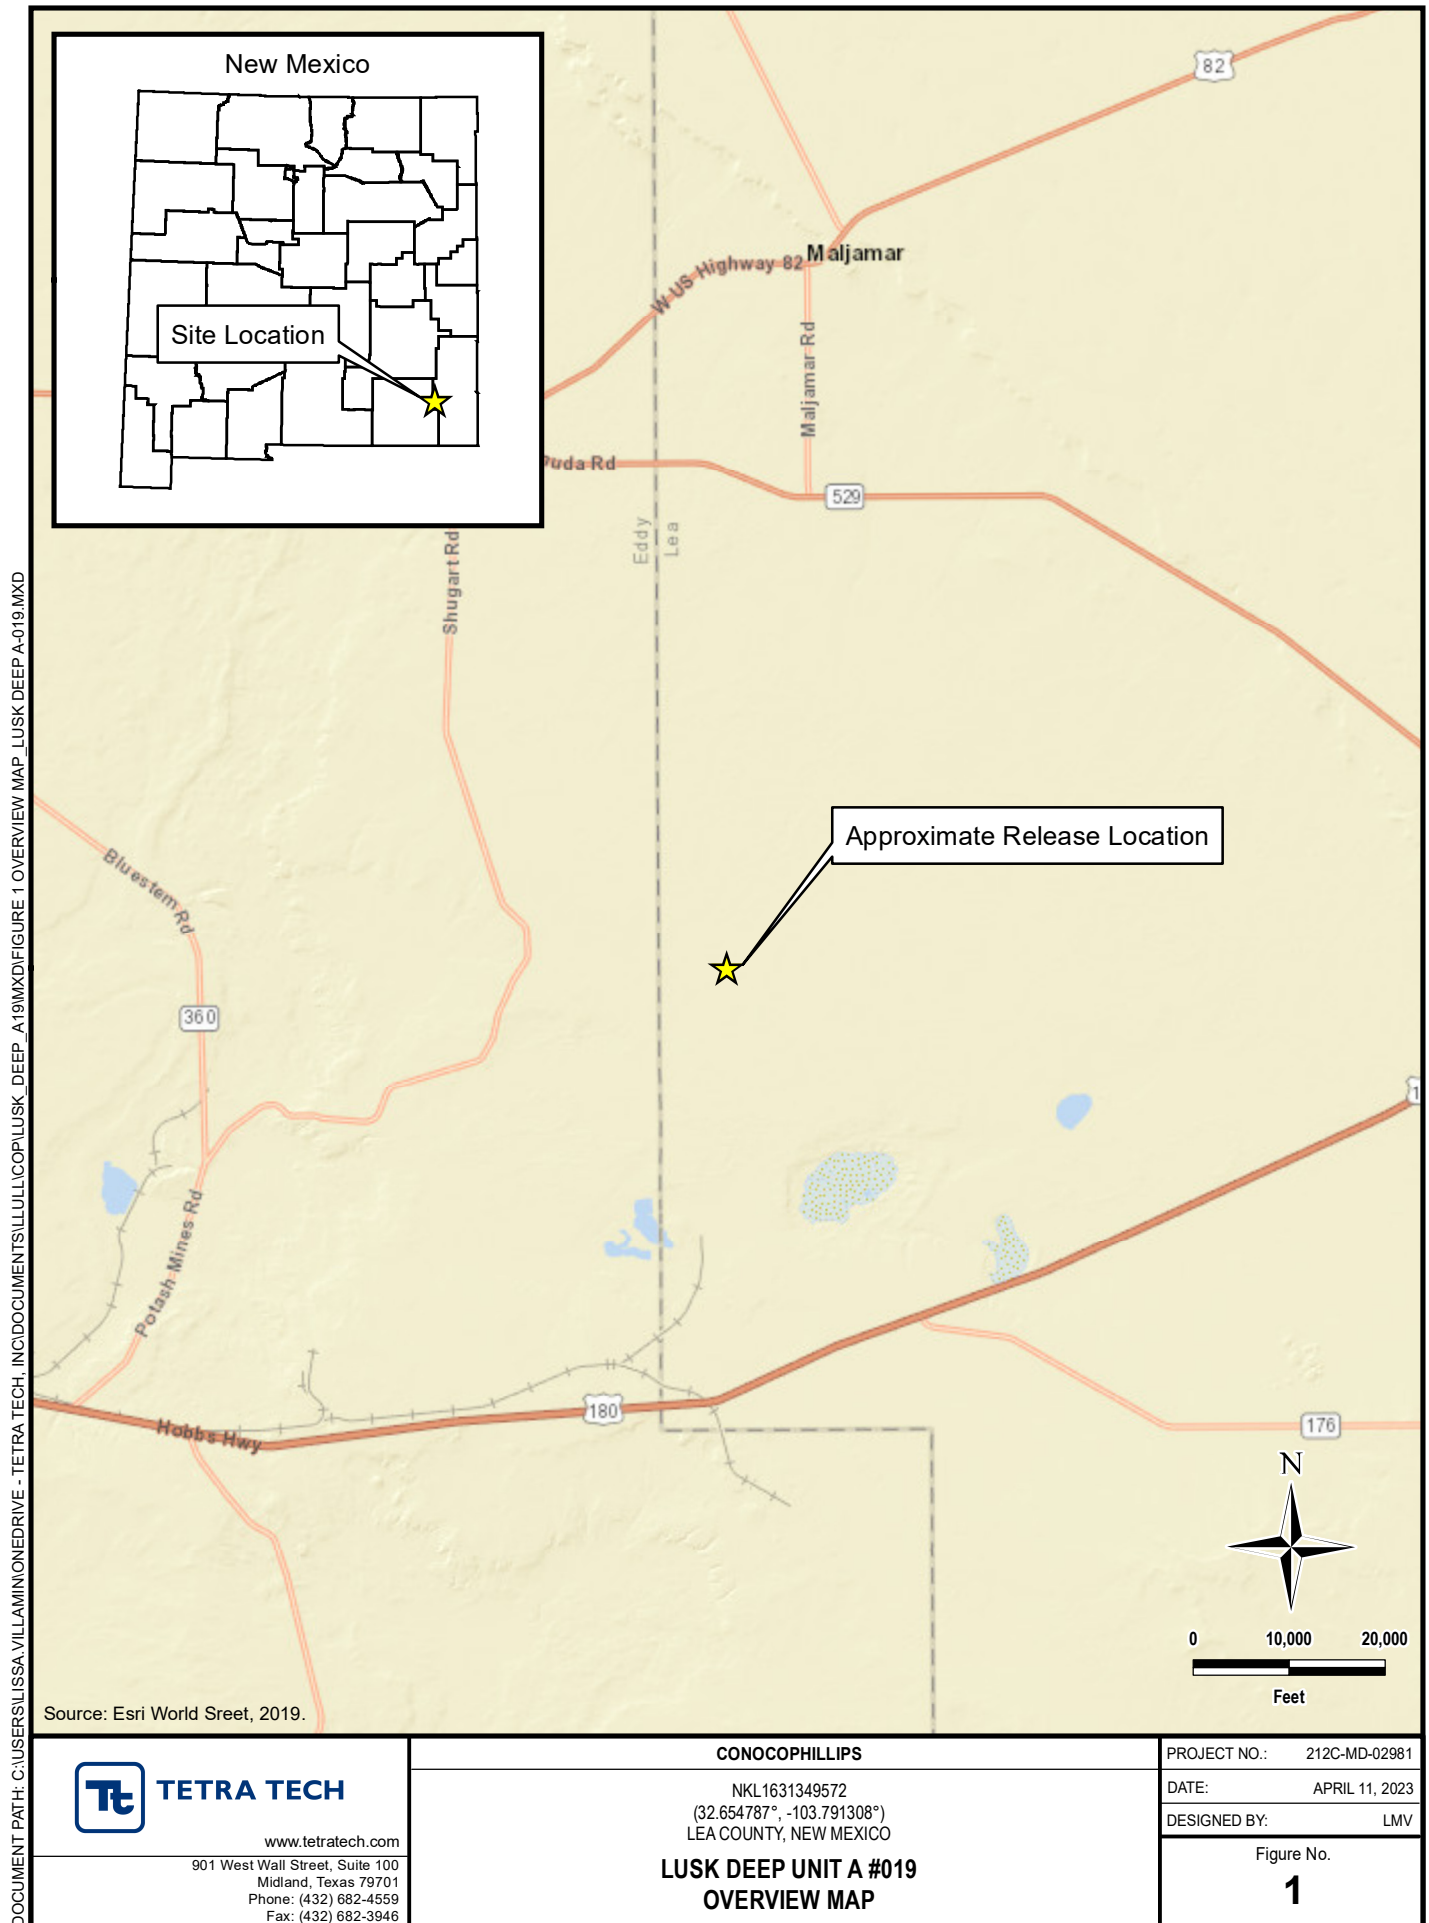 New Mexico
Site Location
82
Maljamar
W US Highway 82
Maljamar Rd
Duda Rd
529
Eddy
Lea
Shugart Rd
Approximate Release Location
Bluestem Rd
360
Potash Mines Rd
Hobbs Hwy
180
176
N
0 10,000 20,000
Feet
Source: Esri World Sreet, 2019.
DOCUMENT PATH: C:\USERS\LISSA.VILLAMIN\ONEDRIVE - TETRA TECH, INC\DOCUMENTS\LLULL\COP\LUSK_DEEP_A19\MXD\FIGURE 1 OVERVIEW MAP_LUSK DEEP A-019.MXD
Tt TETRA TECH
www.tetratech.com
901 West Wall Street, Suite 100
Midland, Texas 79701
Phone: (432) 682-4559
Fax: (432) 682-3946
CONOCOPHILLIPS
NKL1631349572
(32.654787°, -103.791308°)
LEA COUNTY, NEW MEXICO
LUSK DEEP UNIT A #019
OVERVIEW MAP
PROJECT NO.: 212C-MD-02981
DATE: APRIL 11, 2023
DESIGNED BY: LMV
Figure No.
1